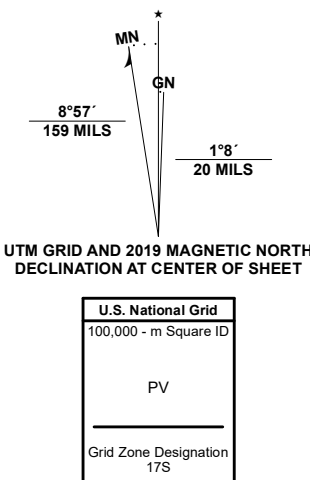 ★
MN
GN
8°57´
159 MILS
1°8´
20 MILS
UTM GRID AND 2019 MAGNETIC NORTH
DECLINATION AT CENTER OF SHEET
U.S. National Grid
100,000 - m Square ID
PV
Grid Zone Designation
17S